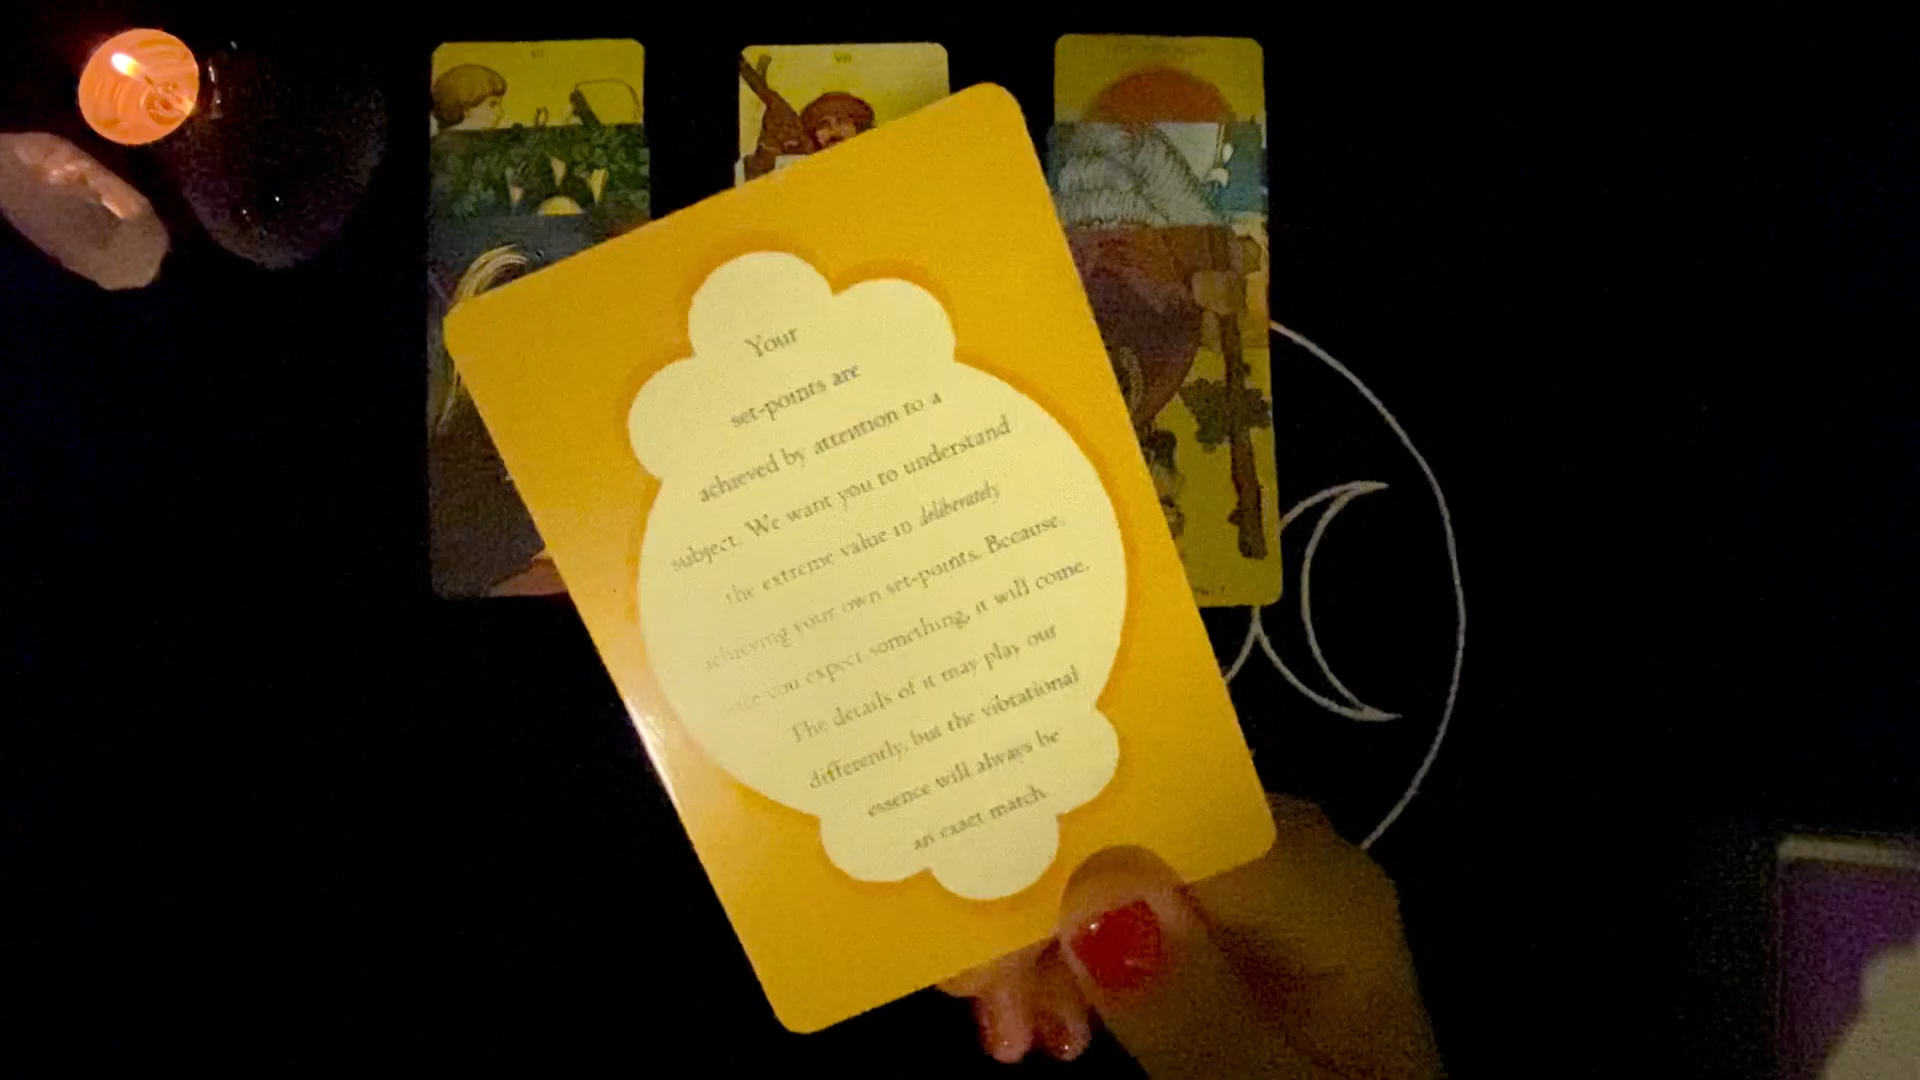 VII
Your
set-points are
achieved by attention to a
subject. We want you to understand
the extreme value in deliberately
achieving your own set-points. Because,
once you expect something, it will come.
The details of it may play out
differently, but the vibrational
essence will always be
an exact match.